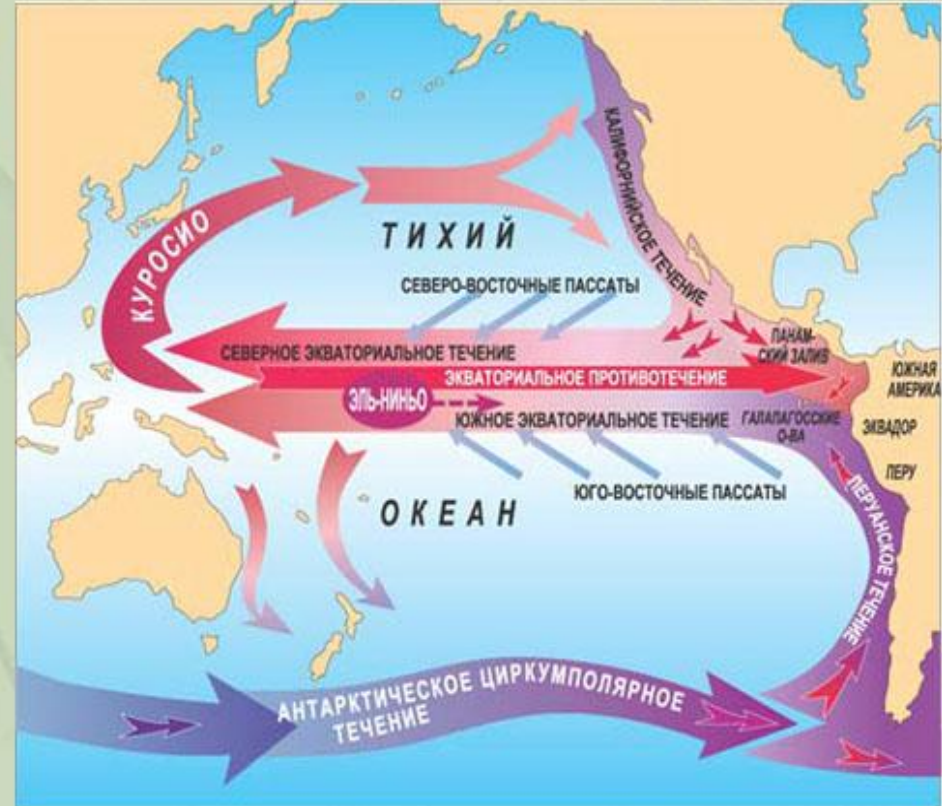 КУРОСИО
ТИХИЙ
КАЛИФОРНИЙСКОЕ ТЕЧЕНИЕ
СЕВЕРО-ВОСТОЧНЫЕ ПАССАТЫ
СЕВЕРНОЕ ЭКВАТОРИАЛЬНОЕ ТЕЧЕНИЕ
ПАНАМ-
СКИЙ ЗАЛИВ
ЭКВАТОРИАЛЬНОЕ ПРОТИВОТЕЧЕНИЕ
ЮЖНАЯ
АМЕРИКА
ЭЛЬ-НИНЬО
ЮЖНОЕ ЭКВАТОРИАЛЬНОЕ ТЕЧЕНИЕ
ГАЛАПАГОССКИЕ
О-ВА
ЭКВАДОР
ПЕРУ
ЮГО-ВОСТОЧНЫЕ ПАССАТЫ
ОКЕАН
ПЕРУАНСКОЕ ТЕЧЕНИЕ
АНТАРКТИЧЕСКОЕ ЦИРКУМПОЛЯРНОЕ
ТЕЧЕНИЕ